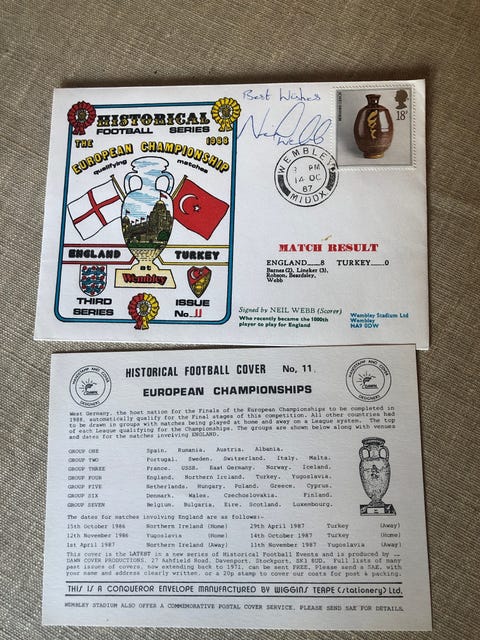 HISTORICAL
FOOTBALL SERIES
THE 1988
EUROPEAN CHAMPIONSHIP
qualifying matches
ENGLAND TURKEY
at
Wembley
THIRD ISSUE
SERIES No. 11
Best Wishes
WEMBLEY
PM
14 OC
87
MIDDX
BERNARD LEACH
18P
MATCH RESULT
ENGLAND___8 TURKEY___0
Barnes (2), Lineker (3),
Robson, Beardsley,
Webb
Signed by NEIL WEBB (Scorer)
Who recently became the 1000th
player to play for England
Wembley Stadium Ltd
Wembley
HA9 0DW
HISTORICAL FOOTBALL COVER No, 11.
EUROPEAN CHAMPIONSHIPS
HANDSTAMP AND COVER
DAWN
DESIGNERS
HANDSTAMP AND COVER
DAWN
DESIGNERS
West Germany, the host nation for the Finals of the European Championships to be completed in
1988, automatically qualify for the Final stages of this competition. All other countries had
to be drawn in groups with matches being played at home and away on a League system. The top
of each League qualifying for the Championships. The groups are shown below along with venues
and dates for the matches involving ENGLAND.
GROUP ONE Spain, Rumania, Austria, Albania.
GROUP TWO Portugal, Sweden, Switzerland, Italy, Malta.
GROUP THREE France, USSR, East Germany, Norway, Iceland.
GROUP FOUR England, Northern Ireland, Turkey, Yugoslavia.
GROUP FIVE Netherlands, Hungary, Poland, Greece, Cyprus.
GROUP SIX Denmark, Wales, Czechoslovakia, Finland.
GROUP SEVEN Belgium, Bulgaria, Eire, Scotland, Luxembourg.
The dates for matches involving England are as follows:-
15th October 1986 Northern Ireland (Home) 29th April 1987 Turkey (Away)
12th November 1986 Yugoslavia (Home) 14th October 1987 Turkey (Home)
1st April 1987 Northern Ireland (Away) 11th November 1987 Yugoslavia (Away)
This cover is the LATEST in a new series of Historical Football Events and is produced by ..
DAWN COVER PRODUCTIONS, 27 Ashfield Road, Davenport, Stockport, SK3 8UD. Full lists of many
past issues of covers, now extending back to 1971, can be sent FREE. Please send a SAE, with
your name and address clearly written, or a 20p stamp to cover our costs for post & packing.
THIS IS A CONQUEROR ENVELOPE MANUFACTURED BY WIGGINS TEAPE (Stationery) Ltd.
WEMBLEY STADIUM ALSO OFFER A COMMEMORATIVE POSTAL COVER SERVICE, PLEASE SEND SAE FOR DETAILS.